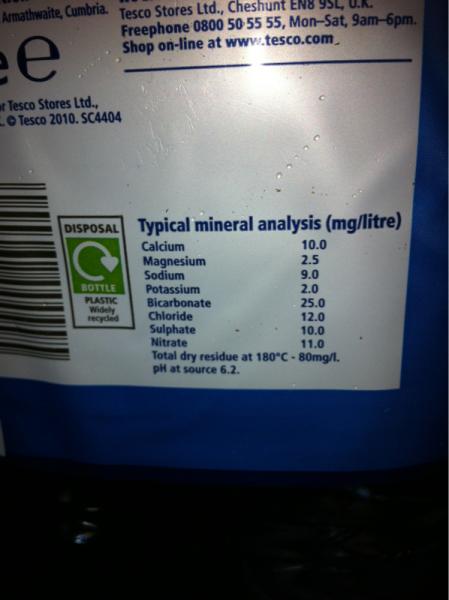 Armathwaite, Cumbria.
Tesco Stores Ltd., Cheshunt EN8 9SL, U.K.
Freephone 0800 50 55 55, Mon–Sat, 9am–6pm.
Shop on-line at www.tesco.com
e
r Tesco Stores Ltd.,
. © Tesco 2010. SC4404
DISPOSAL
BOTTLE
PLASTIC
Widely
recycled
Typical mineral analysis (mg/litre)
Calcium 10.0
Magnesium 2.5
Sodium 9.0
Potassium 2.0
Bicarbonate 25.0
Chloride 12.0
Sulphate 10.0
Nitrate 11.0
Total dry residue at 180°C - 80mg/l.
pH at source 6.2.